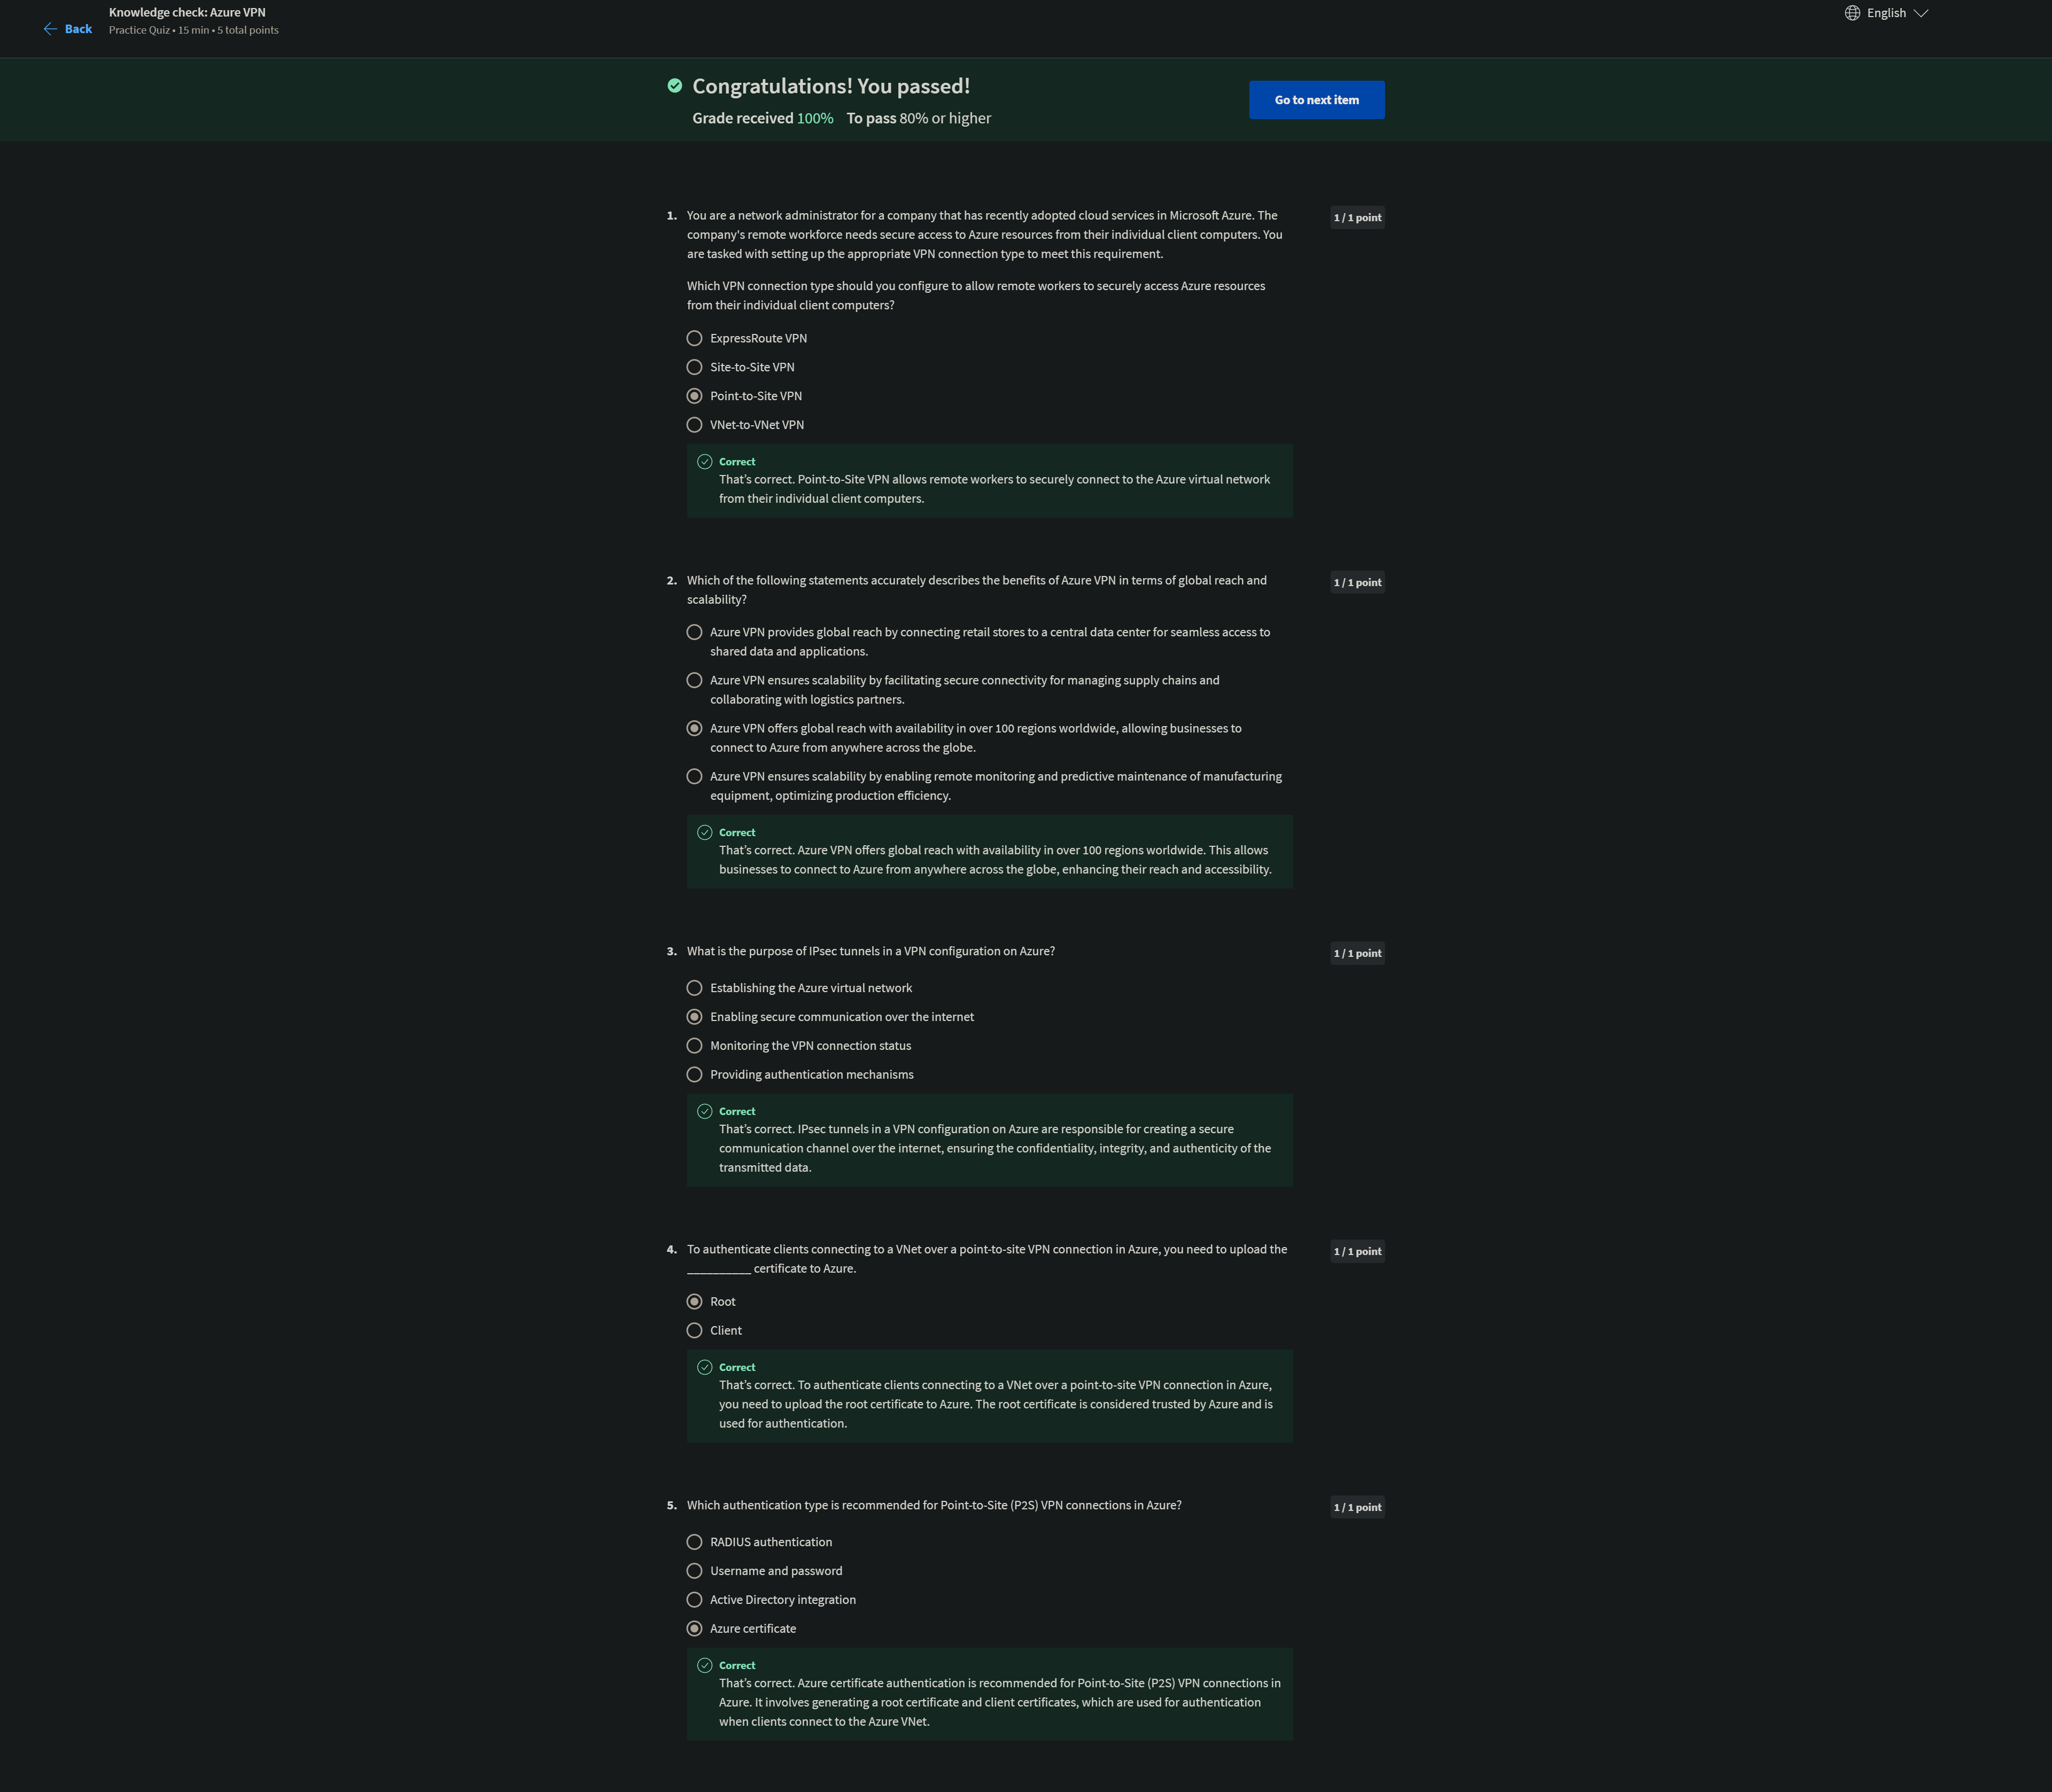 Knowledge check: Azure VPN
Back
Practice Quiz • 15 min • 5 total points
English
Congratulations! You passed!
Grade received 100% To pass 80% or higher
Go to next item
1. You are a network administrator for a company that has recently adopted cloud services in Microsoft Azure. The
company's remote workforce needs secure access to Azure resources from their individual client computers. You
are tasked with setting up the appropriate VPN connection type to meet this requirement.
1 / 1 point
Which VPN connection type should you configure to allow remote workers to securely access Azure resources
from their individual client computers?
ExpressRoute VPN
Site-to-Site VPN
Point-to-Site VPN
VNet-to-VNet VPN
Correct
That's correct. Point-to-Site VPN allows remote workers to securely connect to the Azure virtual network
from their individual client computers.
2. Which of the following statements accurately describes the benefits of Azure VPN in terms of global reach and
scalability?
1 / 1 point
Azure VPN provides global reach by connecting retail stores to a central data center for seamless access to
shared data and applications.
Azure VPN ensures scalability by facilitating secure connectivity for managing supply chains and
collaborating with logistics partners.
Azure VPN offers global reach with availability in over 100 regions worldwide, allowing businesses to
connect to Azure from anywhere across the globe.
Azure VPN ensures scalability by enabling remote monitoring and predictive maintenance of manufacturing
equipment, optimizing production efficiency.
Correct
That's correct. Azure VPN offers global reach with availability in over 100 regions worldwide. This allows
businesses to connect to Azure from anywhere across the globe, enhancing their reach and accessibility.
3. What is the purpose of IPsec tunnels in a VPN configuration on Azure?
1 / 1 point
Establishing the Azure virtual network
Enabling secure communication over the internet
Monitoring the VPN connection status
Providing authentication mechanisms
Correct
That's correct. IPsec tunnels in a VPN configuration on Azure are responsible for creating a secure
communication channel over the internet, ensuring the confidentiality, integrity, and authenticity of the
transmitted data.
4. To authenticate clients connecting to a VNet over a point-to-site VPN connection in Azure, you need to upload the
__________ certificate to Azure.
1 / 1 point
Root
Client
Correct
That's correct. To authenticate clients connecting to a VNet over a point-to-site VPN connection in Azure,
you need to upload the root certificate to Azure. The root certificate is considered trusted by Azure and is
used for authentication.
5. Which authentication type is recommended for Point-to-Site (P2S) VPN connections in Azure?
1 / 1 point
RADIUS authentication
Username and password
Active Directory integration
Azure certificate
Correct
That's correct. Azure certificate authentication is recommended for Point-to-Site (P2S) VPN connections in
Azure. It involves generating a root certificate and client certificates, which are used for authentication
when clients connect to the Azure VNet.